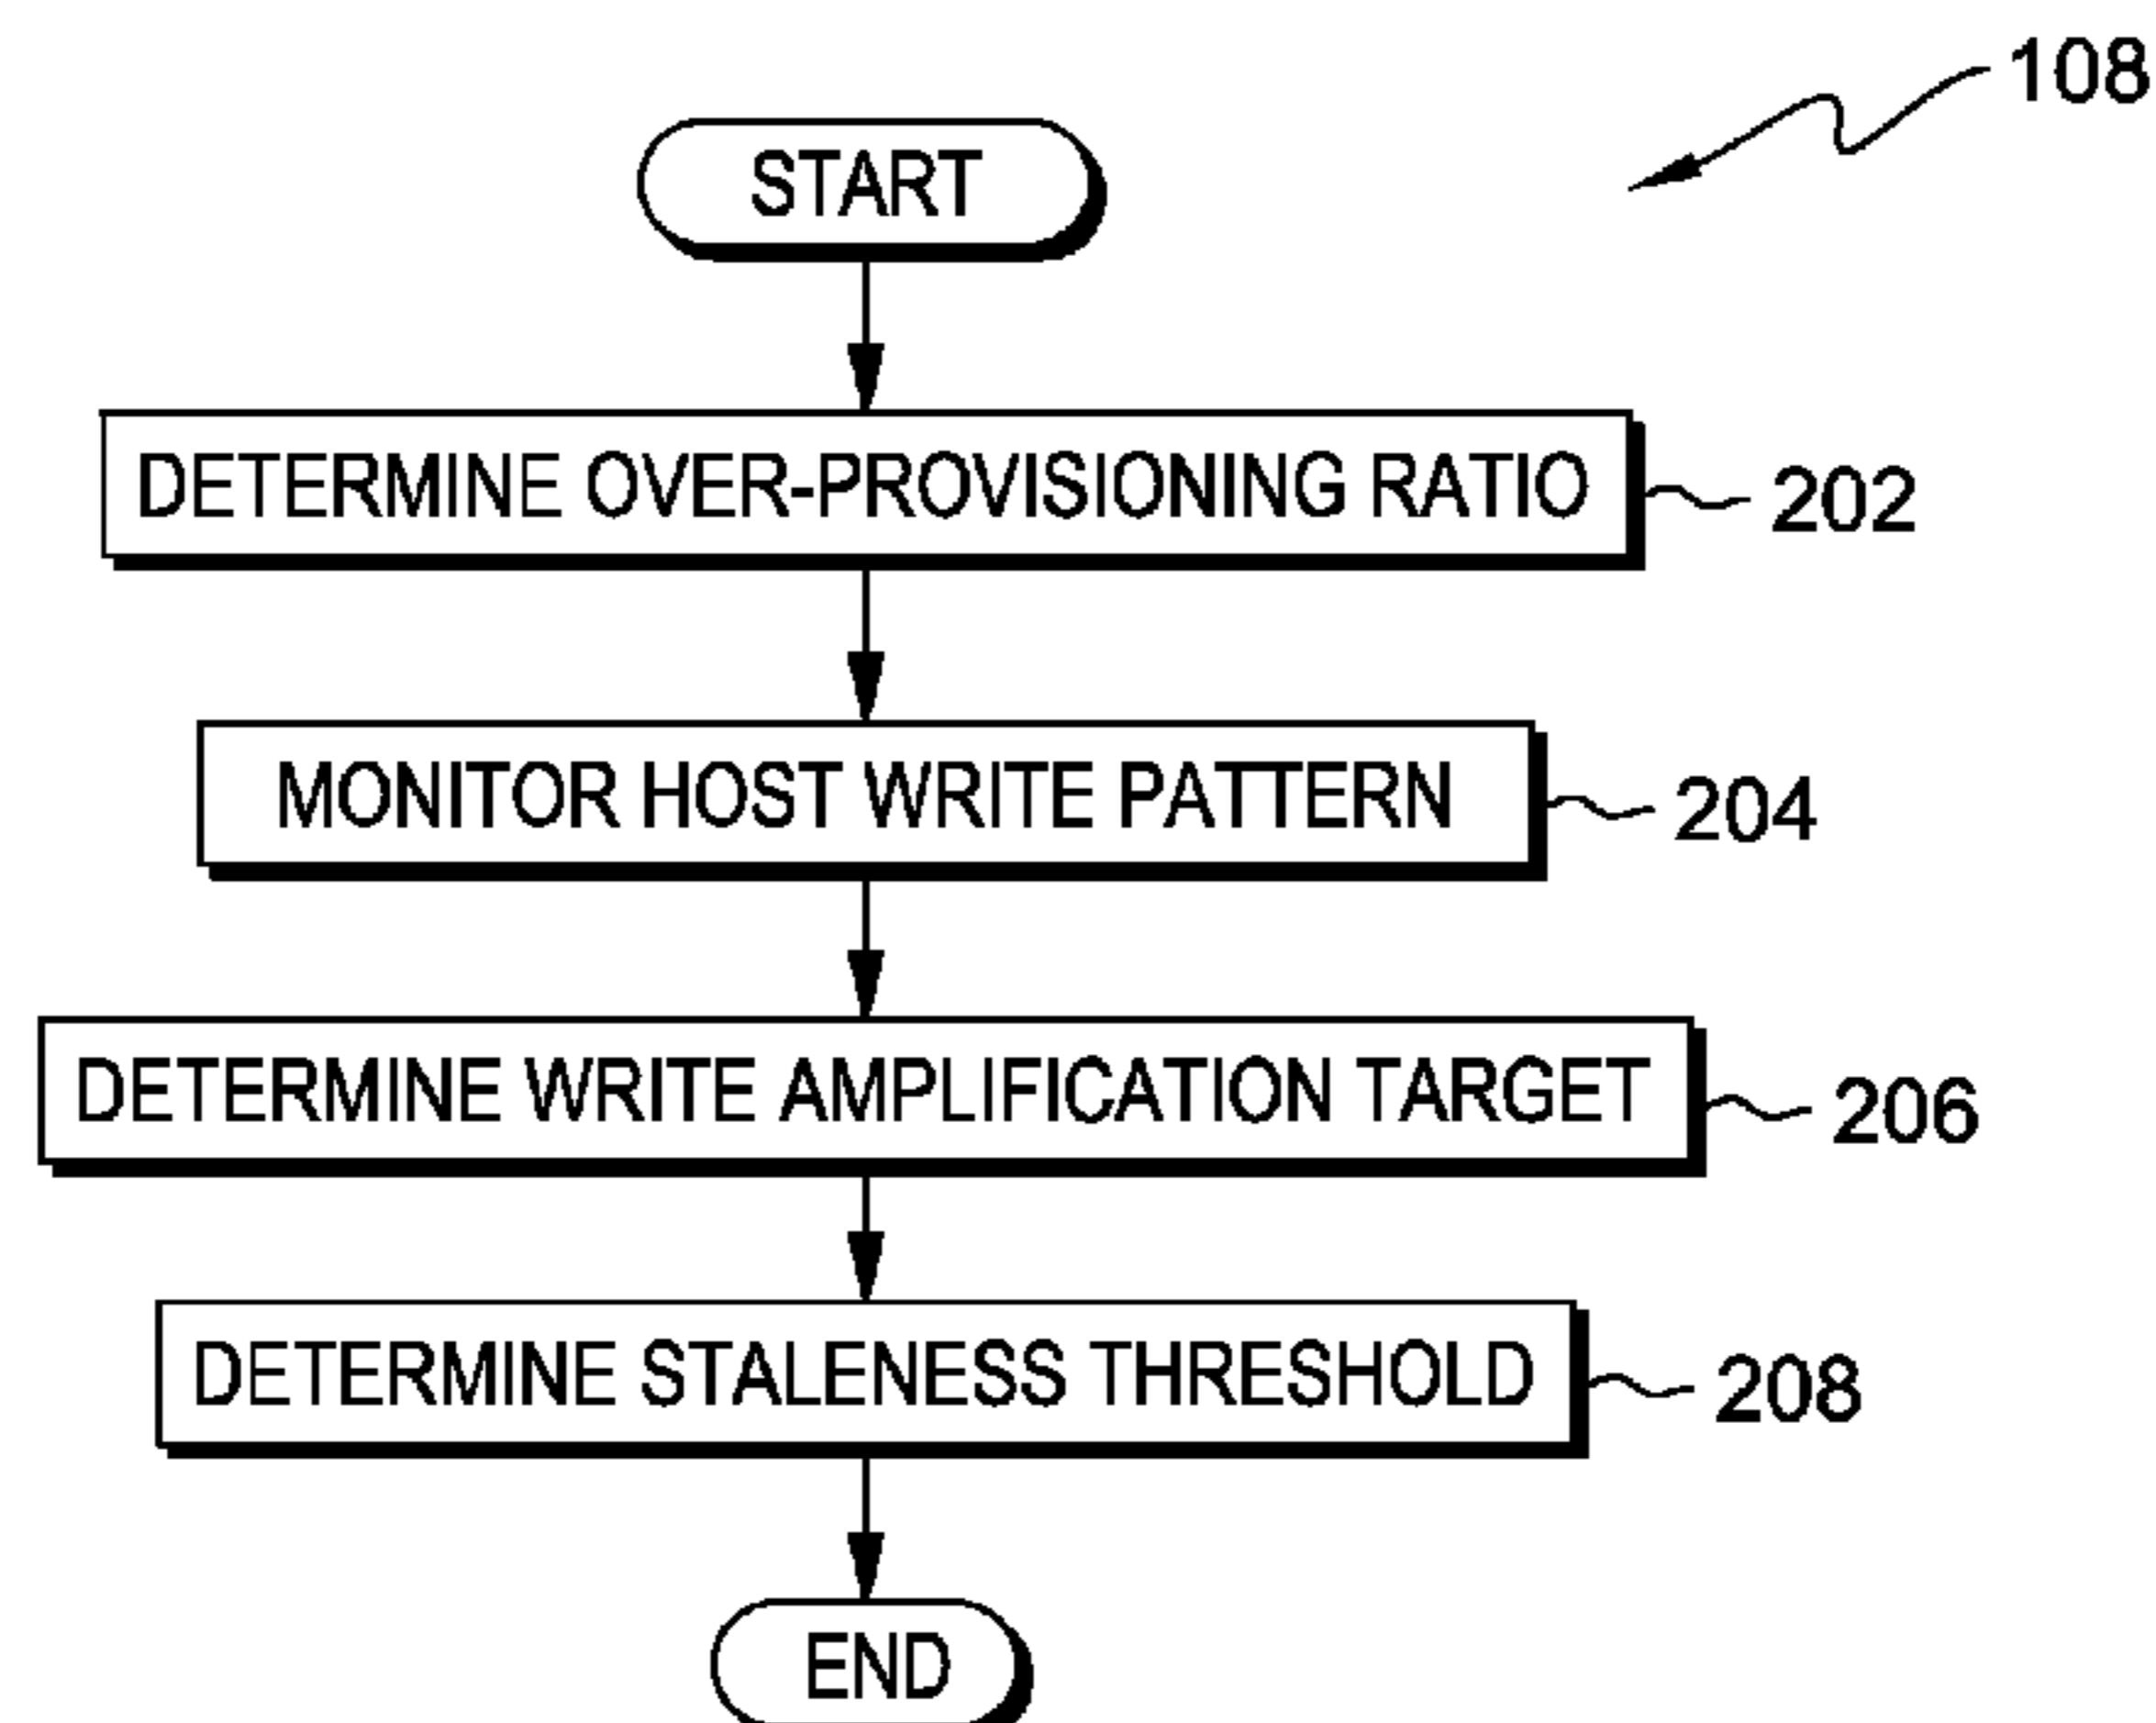 108
START
DETERMINE OVER-PROVISIONING RATIO
202
MONITOR HOST WRITE PATTERN
204
DETERMINE WRITE AMPLIFICATION TARGET
206
DETERMINE STALENESS THRESHOLD
208
END